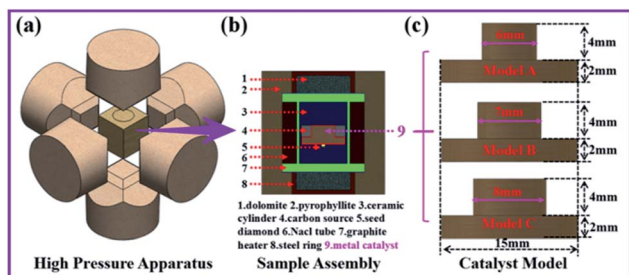 (a)
High Pressure Apparatus
(b)
1
2
3
4
5
6
7
8
9
1.dolomite 2.pyrophyllite 3.ceramic
cylinder 4.carbon source 5.seed
diamond 6.Nacl tube 7.graphite
heater 8.steel ring 9.metal catalyst
Sample Assembly
(c)
6mm
4mm
Model A
2mm
7mm
4mm
Model B
2mm
8mm
4mm
Model C
2mm
15mm
Catalyst Model